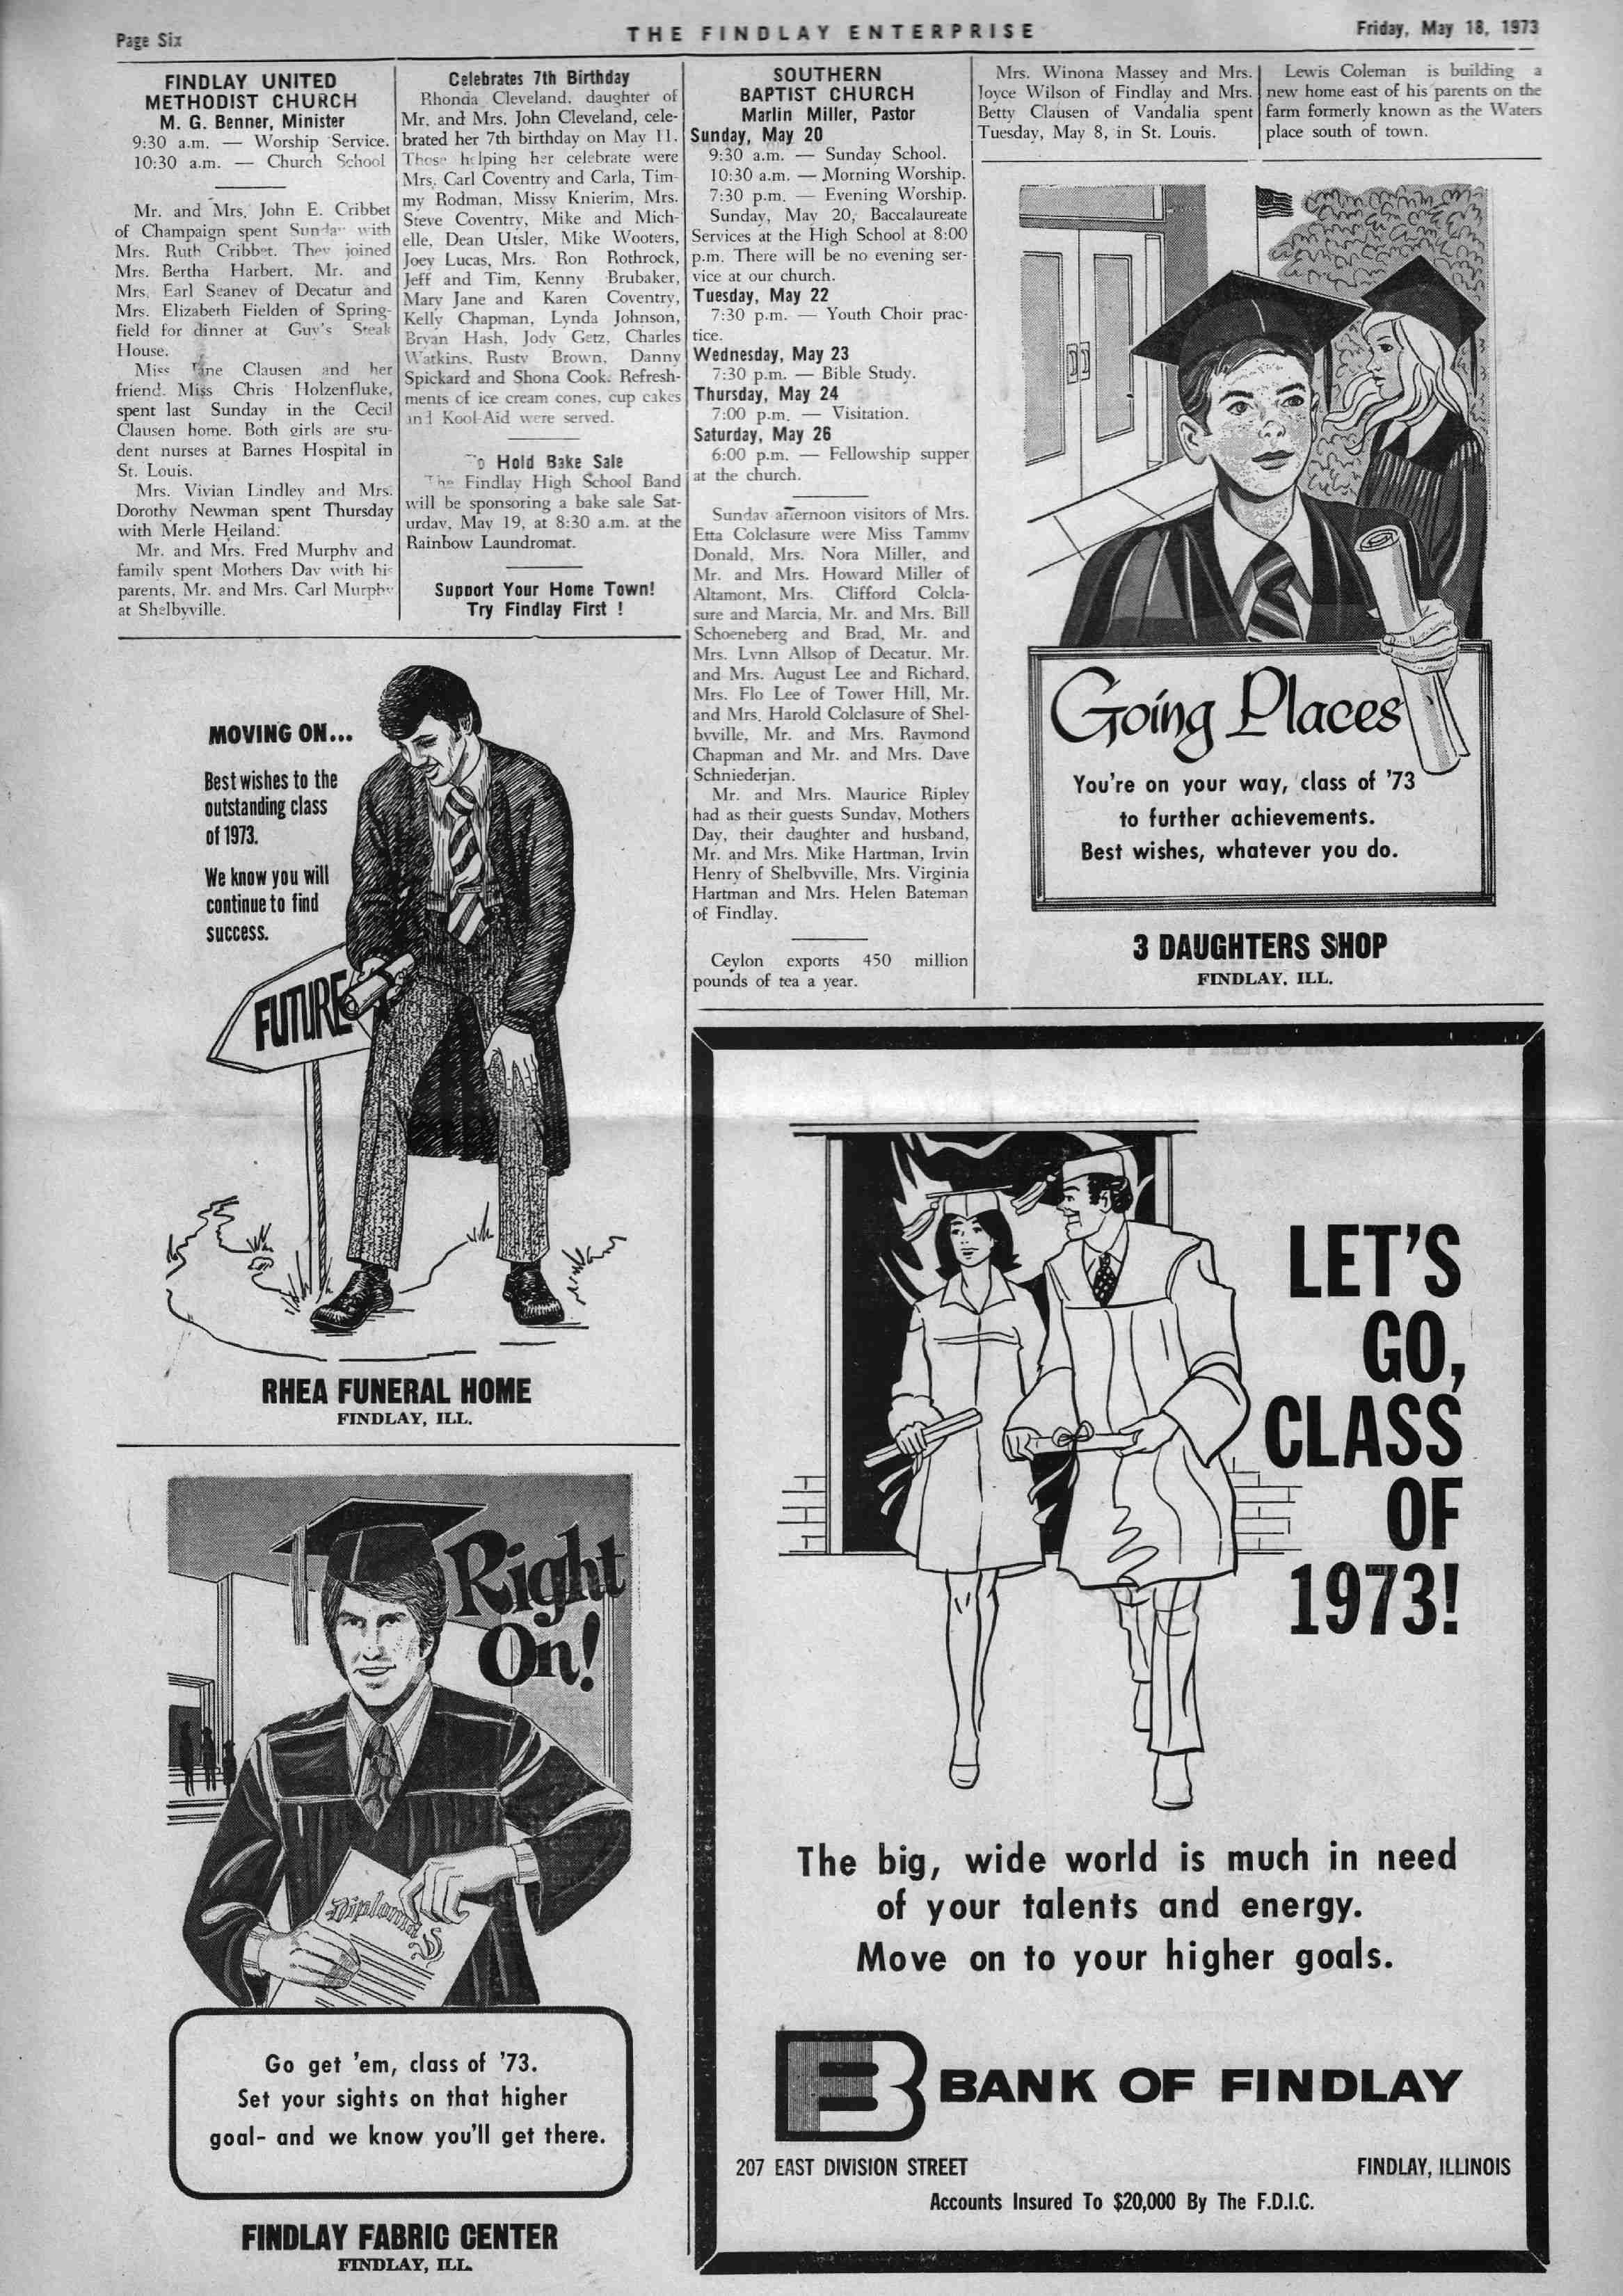 Page Six
THE FINDLAY ENTERPRISE
Friday, May 18, 1973
FINDLAY UNITED
METHODIST CHURCH
M. G. Benner, Minister
9:30 a.m. — Worship Service.
10:30 a.m. — Church School
Mr. and Mrs. John E. Cribbet
of Champaign spent Sunday with
Mrs. Ruth Cribbet. They joined
Mrs. Bertha Harbert, Mr. and
Mrs. Earl Seaney of Decatur and
Mrs. Elizabeth Fielden of Spring-
field for dinner at Guy's Steak
House.
Miss Jane Clausen and her
friend, Miss Chris Holzenfluke,
spent last Sunday in the Cecil
Clausen home. Both girls are stu-
dent nurses at Barnes Hospital in
St. Louis.
Mrs. Vivian Lindley and Mrs.
Dorothy Newman spent Thursday
with Merle Heiland.
Mr. and Mrs. Fred Murphy and
family spent Mothers Day with his
parents, Mr. and Mrs. Carl Murphy
at Shelbyville.
Celebrates 7th Birthday
Rhonda Cleveland, daughter of
Mr. and Mrs. John Cleveland, cele-
brated her 7th birthday on May 11.
Those helping her celebrate were
Mrs. Carl Coventry and Carla, Tim-
my Rodman, Missy Knierim, Mrs.
Steve Coventry, Mike and Mich-
elle, Dean Utsler, Mike Wooters,
Joey Lucas, Mrs. Ron Rothrock,
Jeff and Tim, Kenny Brubaker,
Mary Jane and Karen Coventry,
Kelly Chapman, Lynda Johnson,
Bryan Hash, Jody Getz, Charles
Watkins, Rusty Brown, Danny
Spickard and Shona Cook. Refresh-
ments of ice cream cones, cup cakes
and Kool-Aid were served.
To Hold Bake Sale
The Findlay High School Band
will be sponsoring a bake sale Sat-
urday, May 19, at 8:30 a.m. at the
Rainbow Laundromat.
Support Your Home Town!
Try Findlay First !
SOUTHERN
BAPTIST CHURCH
Marlin Miller, Pastor
Sunday, May 20
9:30 a.m. — Sunday School.
10:30 a.m. — Morning Worship.
7:30 p.m. — Evening Worship.
Sunday, May 20, Baccalaureate
Services at the High School at 8:00
p.m. There will be no evening ser-
vice at our church.
Tuesday, May 22
7:30 p.m. — Youth Choir prac-
tice.
Wednesday, May 23
7:30 p.m. — Bible Study.
Thursday, May 24
7:00 p.m. — Visitation.
Saturday, May 26
6:00 p.m. — Fellowship supper
at the church.
Sunday afternoon visitors of Mrs.
Etta Colclasure were Miss Tammy
Donald, Mrs. Nora Miller, and
Mr. and Mrs. Howard Miller of
Altamont, Mrs. Clifford Colcla-
sure and Marcia, Mr. and Mrs. Bill
Schoeneberg and Brad, Mr. and
Mrs. Lynn Allsop of Decatur, Mr.
and Mrs. August Lee and Richard,
Mrs. Flo Lee of Tower Hill, Mr.
and Mrs. Harold Colclasure of Shel-
byville, Mr. and Mrs. Raymond
Chapman and Mr. and Mrs. Dave
Schniederjan.
Mr. and Mrs. Maurice Ripley
had as their guests Sunday, Mothers
Day, their daughter and husband,
Mr. and Mrs. Mike Hartman, Irvin
Henry of Shelbyville, Mrs. Virginia
Hartman and Mrs. Helen Bateman
of Findlay.
Ceylon exports 450 million
pounds of tea a year.
Mrs. Winona Massey and Mrs.
Joyce Wilson of Findlay and Mrs.
Betty Clausen of Vandalia spent
Tuesday, May 8, in St. Louis.
Lewis Coleman is building a
new home east of his parents on the
farm formerly known as the Waters
place south of town.
Going Places
You're on your way, class of '73
to further achievements.
Best wishes, whatever you do.
3 DAUGHTERS SHOP
FINDLAY, ILL.
MOVING ON...
Best wishes to the
outstanding class
of 1973.
We know you will
continue to find
success.
FUTURE
RHEA FUNERAL HOME
FINDLAY, ILL.
Right
On!
Diploma
Go get 'em, class of '73.
Set your sights on that higher
goal- and we know you'll get there.
FINDLAY FABRIC CENTER
FINDLAY, ILL.
LET'S
GO,
CLASS
OF
1973!
The big, wide world is much in need
of your talents and energy.
Move on to your higher goals.
FB BANK OF FINDLAY
207 EAST DIVISION STREET
FINDLAY, ILLINOIS
Accounts Insured To $20,000 By The F.D.I.C.